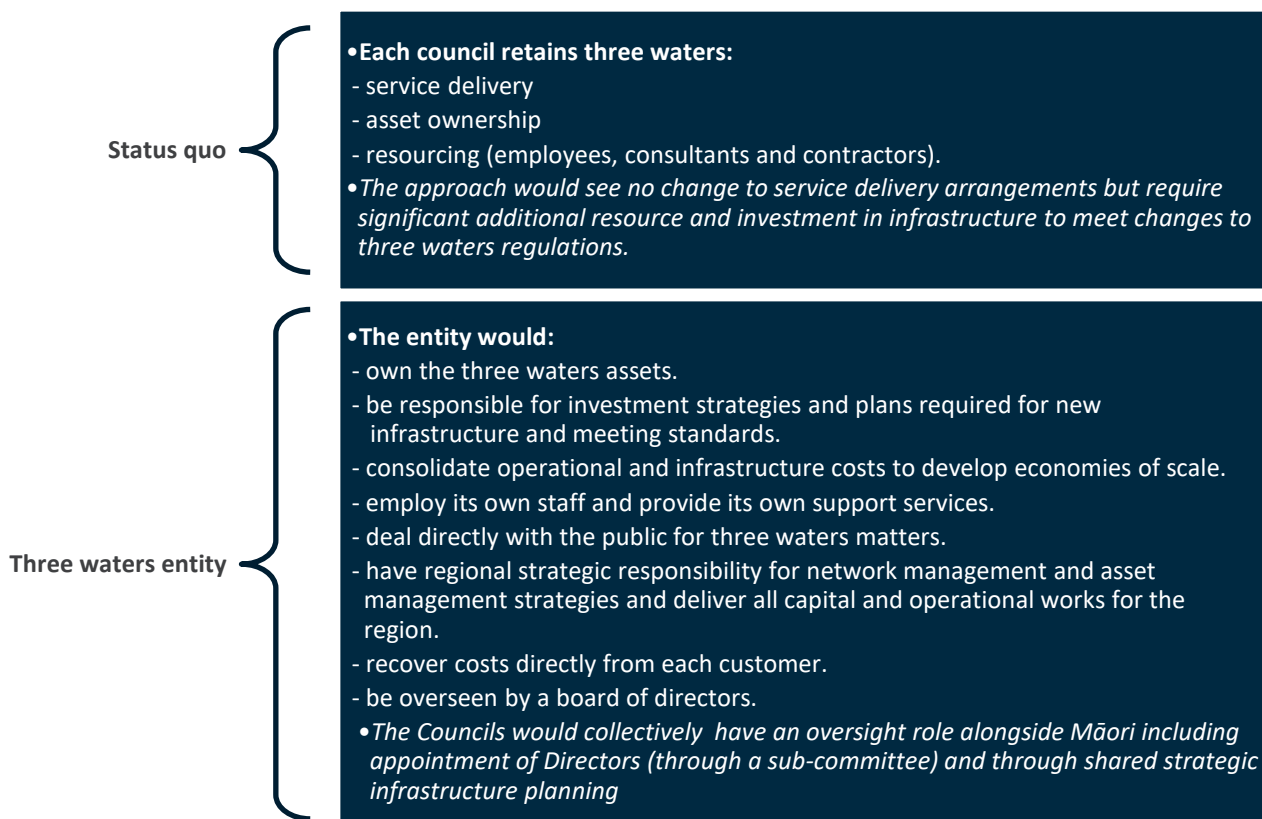 Status quo
•Each council retains three waters:
- service delivery
- asset ownership
- resourcing (employees, consultants and contractors).
•The approach would see no change to service delivery arrangements but require
significant additional resource and investment in infrastructure to meet changes to
three waters regulations.
Three waters entity
•The entity would:
- own the three waters assets.
- be responsible for investment strategies and plans required for new
infrastructure and meeting standards.
- consolidate operational and infrastructure costs to develop economies of scale.
- employ its own staff and provide its own support services.
- deal directly with the public for three waters matters.
- have regional strategic responsibility for network management and asset
management strategies and deliver all capital and operational works for the
region.
- recover costs directly from each customer.
- be overseen by a board of directors.
•The Councils would collectively  have an oversight role alongside Māori including
appointment of Directors (through a sub-committee) and through shared strategic
infrastructure planning